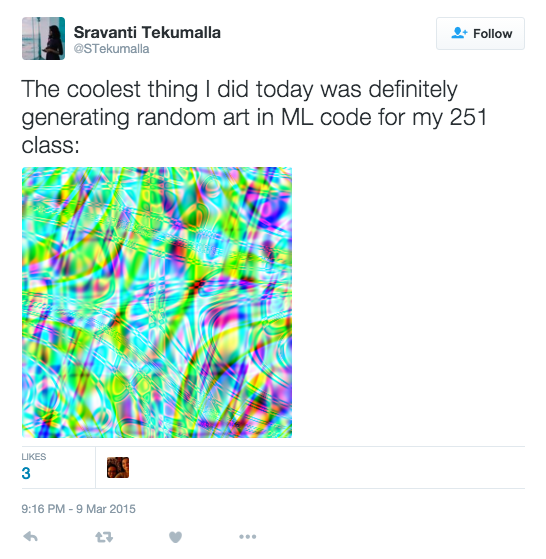 Sravanti Tekumalla
@STekumalla
Follow
The coolest thing I did today was definitely
generating random art in ML code for my 251
class:
LIKES
3
9:16 PM - 9 Mar 2015